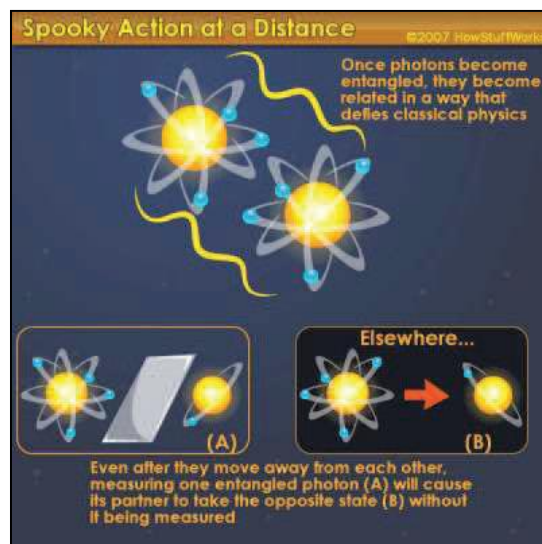 Spooky Action at a Distance
©2007 HowStuffWorks
Once photons become
entangled, they become
related in a way that
defies classical physics
(A)
Elsewhere...
(B)
Even after they move away from each other,
measuring one entangled photon (A) will cause
its partner to take the opposite state (B) without
it being measured